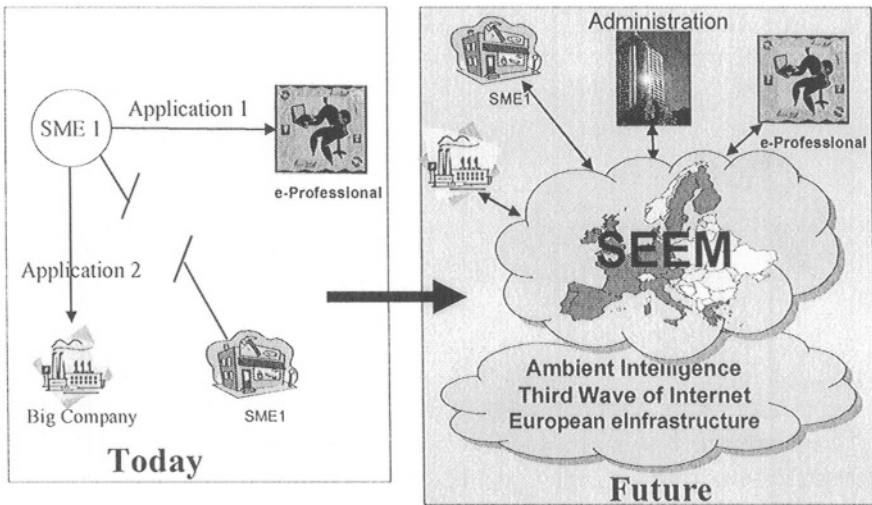 SME 1
Application 1
e-Professional
Application 2
Big Company
SME1
Today
Administration
SME1
e-Professional
SEEM
Ambient Intelligence
Third Wave of Internet
European eInfrastructure
Future